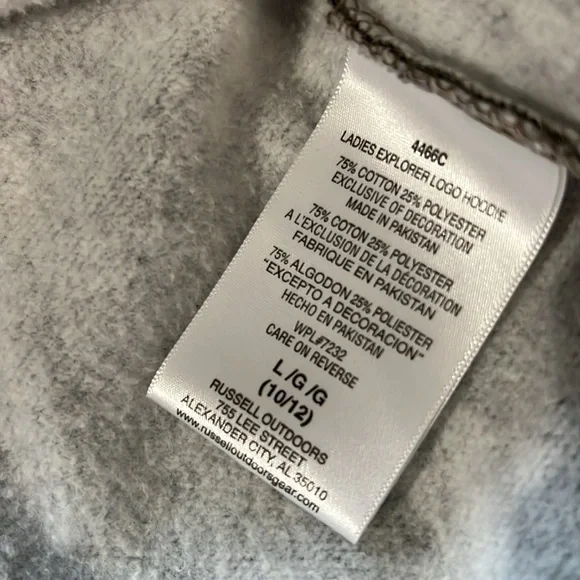 4466C
LADIES EXPLORER LOGO HOODIE
75% COTTON 25% POLYESTER
EXCLUSIVE OF DECORATION
MADE IN PAKISTAN
75% COTON 25% POLYESTER
A L'EXCLUSION DE LA DÉCORATION
FABRIQUE EN PAKISTAN
75% ALGODON 25% POLIESTER
"EXCEPTO A DECORACION"
HECHO EN PAKISTAN
WPL#7232
CARE ON REVERSE
L /G /G
(10/12)
RUSSELL OUTDOORS
755 LEE STREET
ALEXANDER CITY, AL 35010
www.russelloutdoorsgear.com